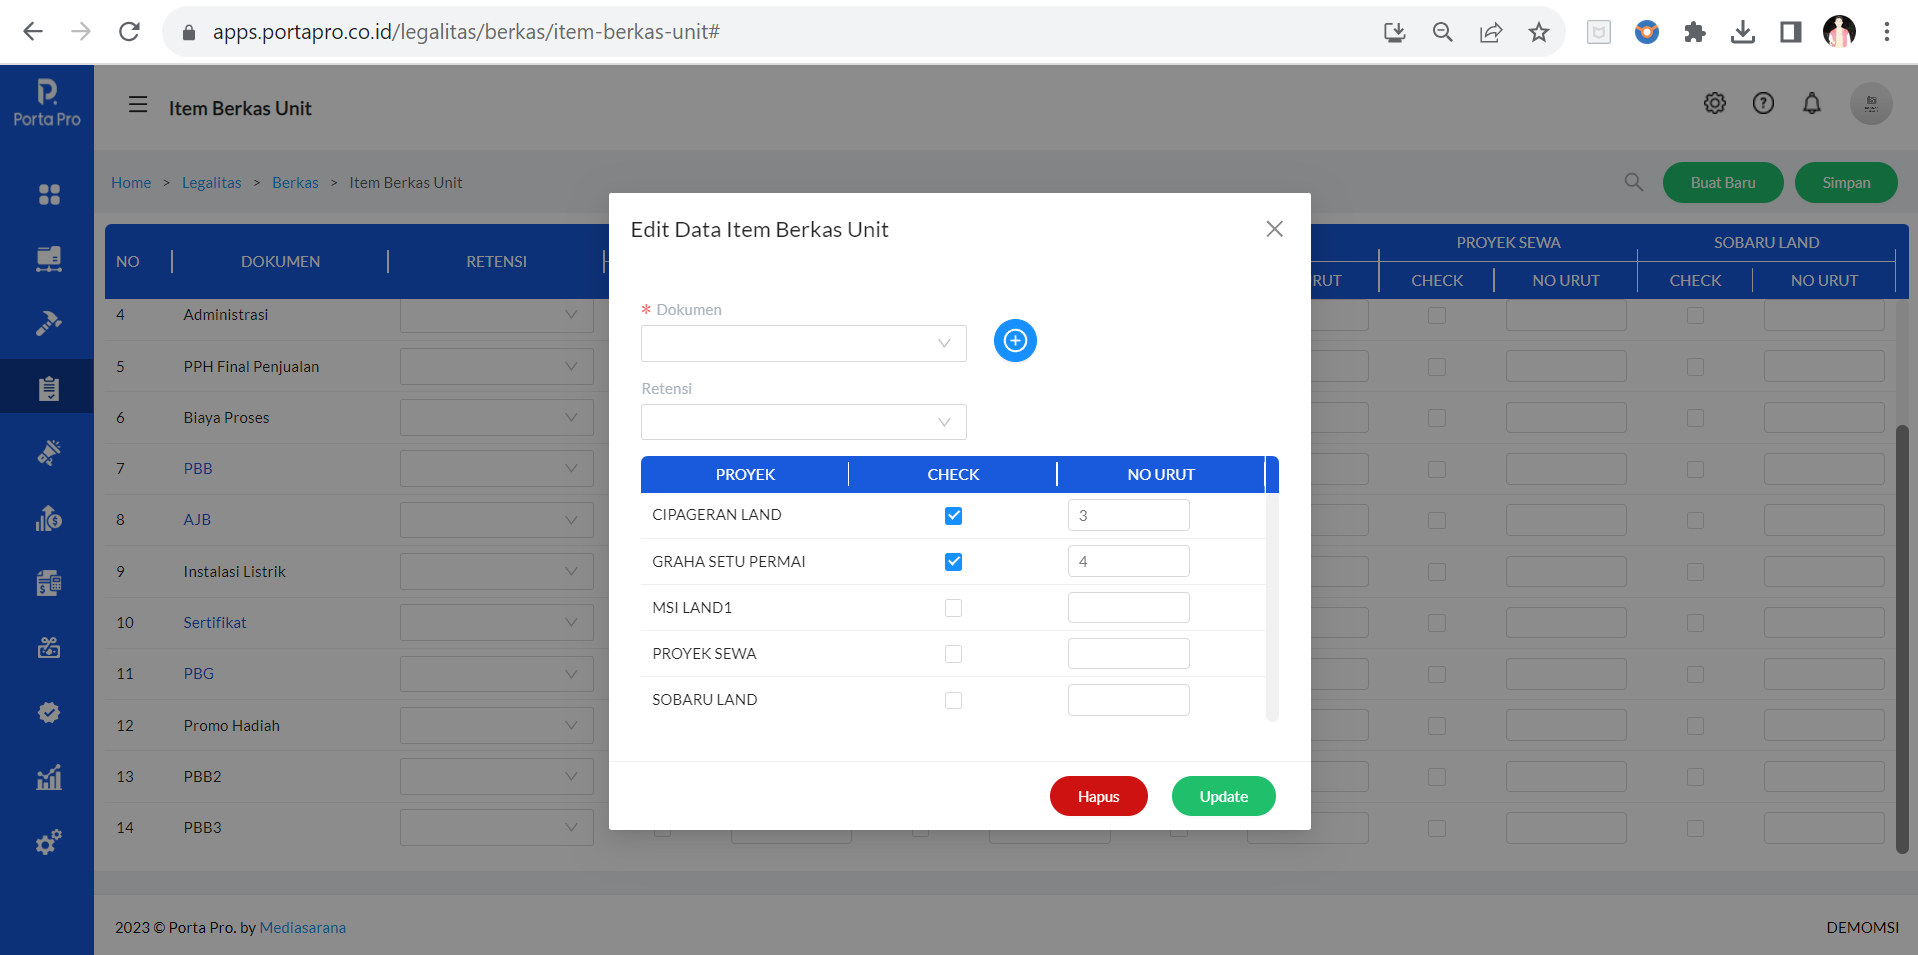 apps.portapro.co.id/legalitas/berkas/item-berkas-unit#
Porta Pro
Item Berkas Unit
Home > Legalitas > Berkas > Item Berkas Unit
Buat Baru
Simpan
NO
DOKUMEN
RETENSI
RUT
PROYEK SEWA
CHECK
NO URUT
SOBARU LAND
CHECK
NO URUT
4 Administrasi
5 PPH Final Penjualan
6 Biaya Proses
7 PBB
8 AJB
9 Instalasi Listrik
10 Sertifikat
11 PBG
12 Promo Hadiah
13 PBB2
14 PBB3
Edit Data Item Berkas Unit
* Dokumen
Retensi
PROYEK CHECK NO URUT
CIPAGERAN LAND 3
GRAHA SETU PERMAI 4
MSI LAND1
PROYEK SEWA
SOBARU LAND
Hapus
Update
2023 © Porta Pro. by Mediasarana
DEMOMSI